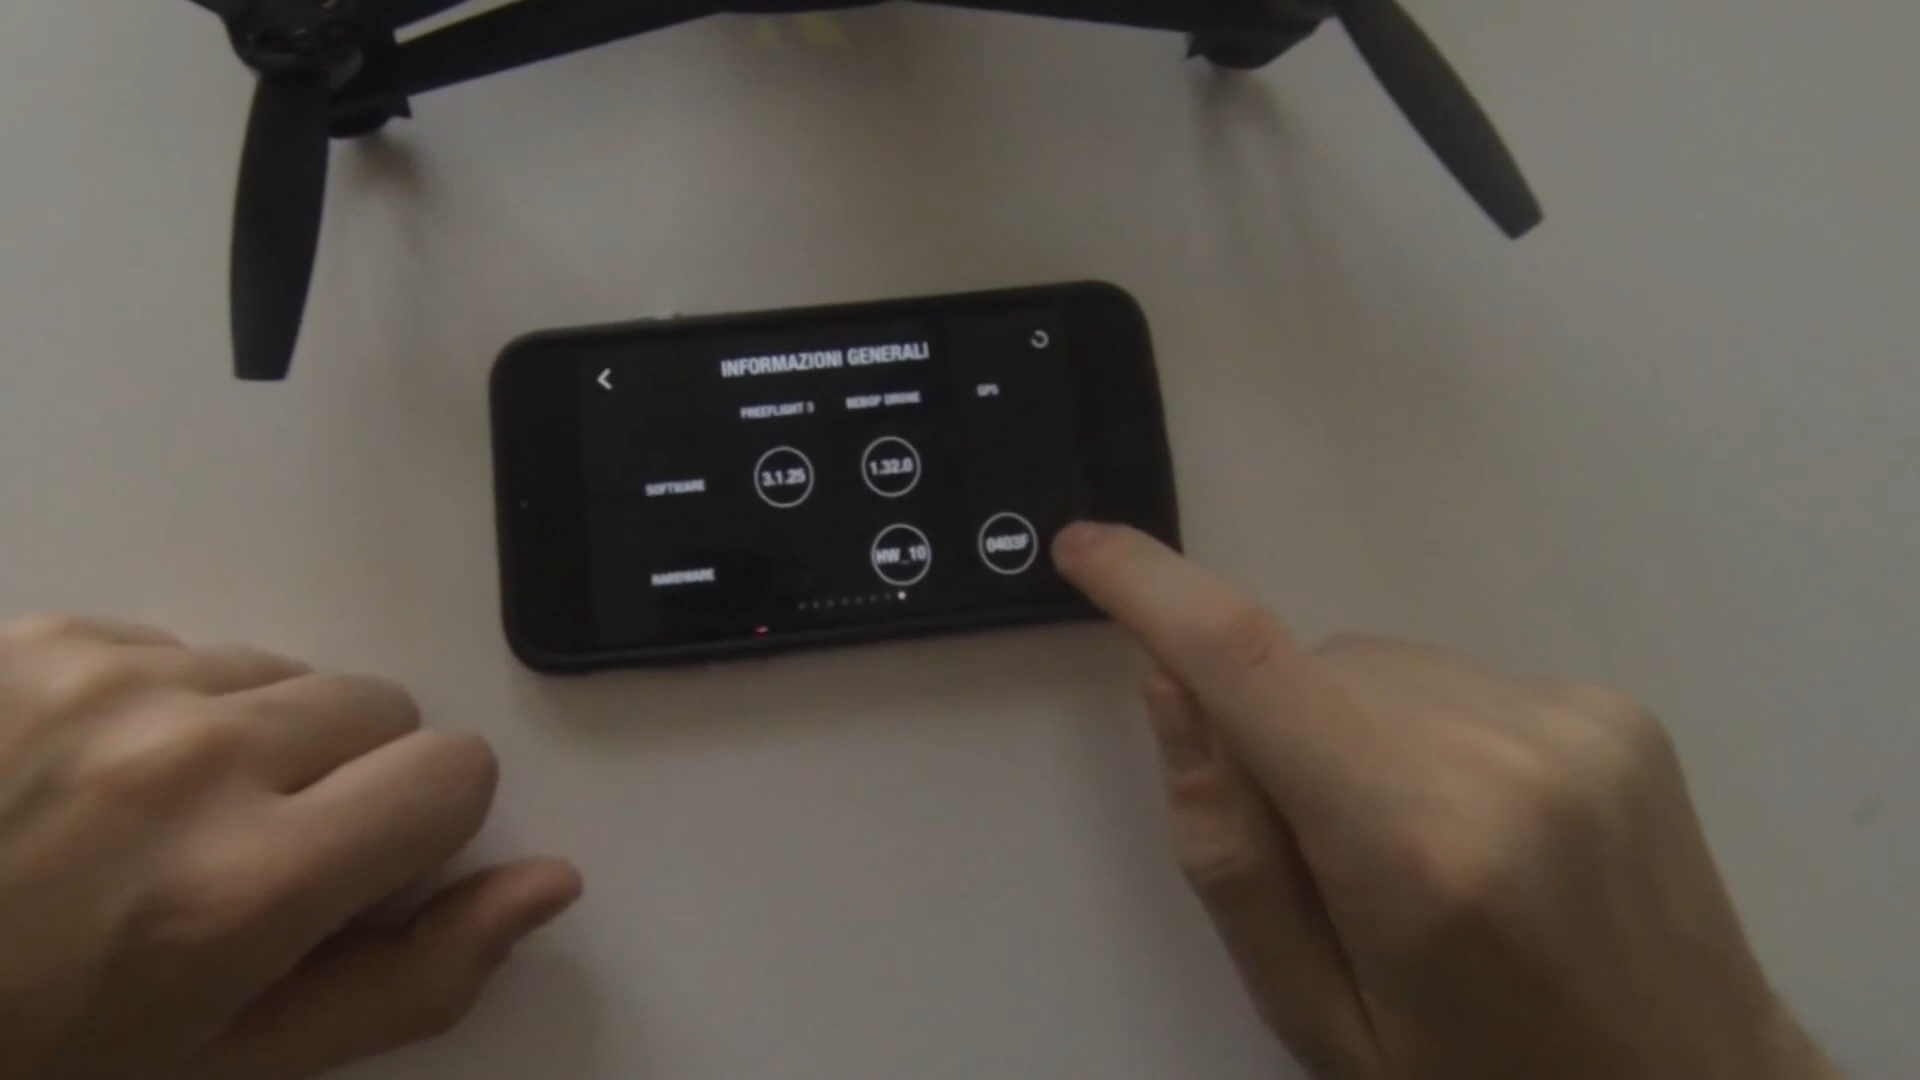 INFORMAZIONI GENERALI
FREEFLIGHT 3 BEBOP DRONE GPS
SOFTWARE 3.1.25 1.32.0
HARDWARE HW_10 0403F